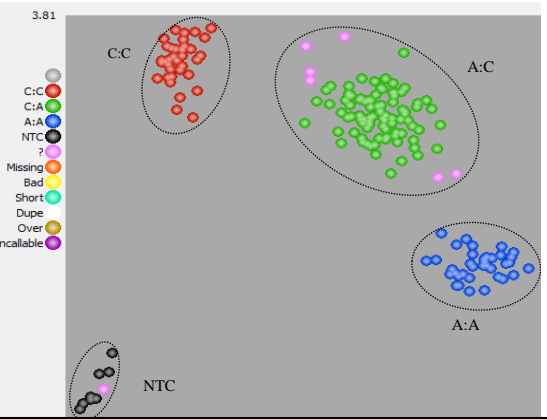 3.81
C:C
A:C
C:C
C:A
A:A
NTC
?
Missing
Bad
Short
Dupe
Over
ncallable
A:A
NTC